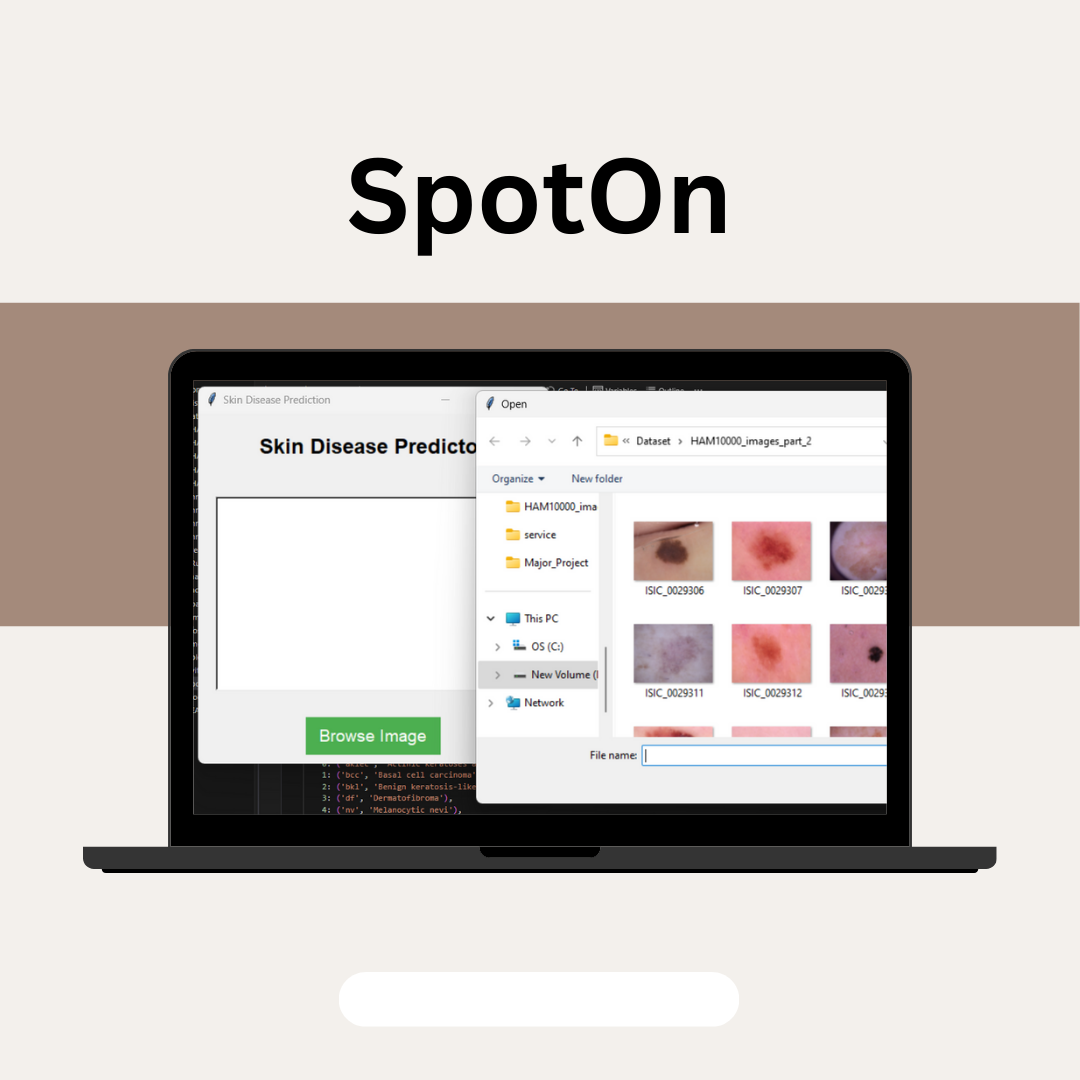 SpotOn
Skin Disease Prediction
Skin Disease Predicto
Browse Image
Open
Dataset > HAM10000_images_part_2
Organize
New folder
HAM10000_ima
service
Major_Project
This PC
OS (C:)
New Volume (
Network
ISIC_0029306
ISIC_0029307
ISIC_0029
ISIC_0029311
ISIC_0029312
ISIC_0029
File name:
1: ('bcc', 'Basal cell carcinoma'
2: ('bkl', 'Benign keratosis-like
3: ('df', 'Dermatofibroma'),
4: ('nv', 'Melanocytic nevi'),